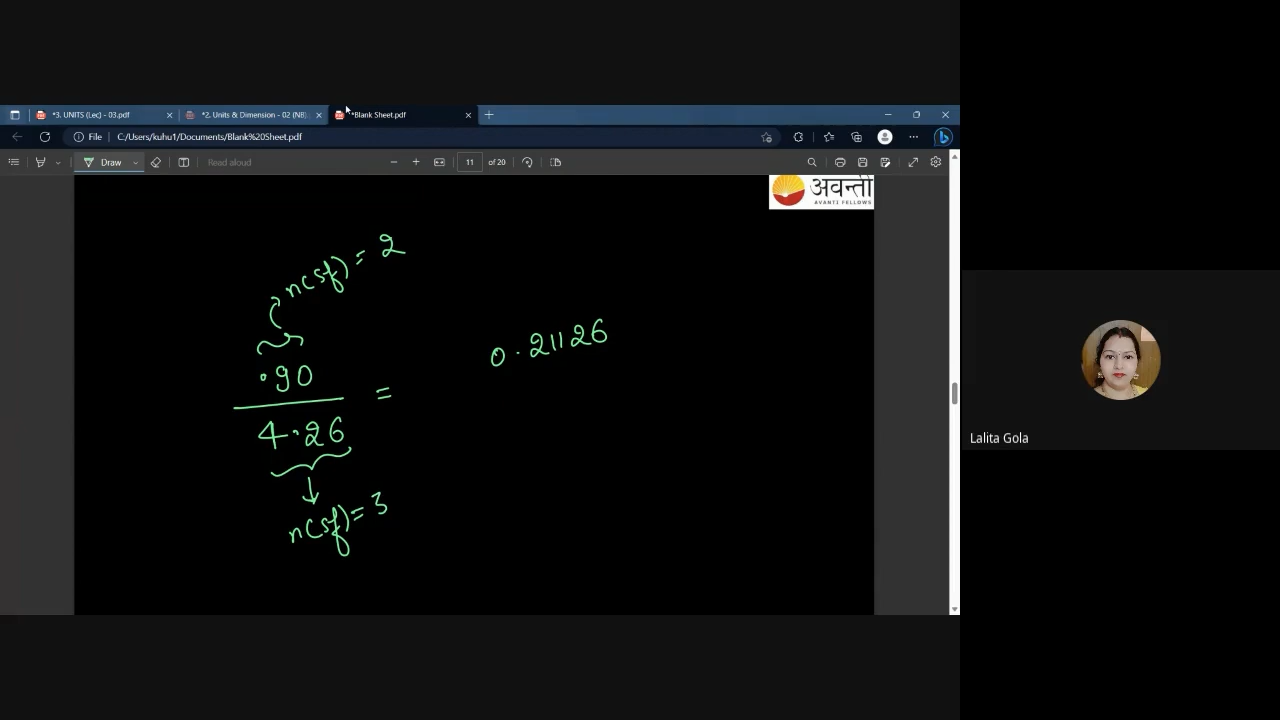 *3. UNITS (Lec) - 03.pdf
*2. Units & Dimension - 02 (NB).
*Blank Sheet.pdf
File C:/Users/kuhu1/Documents/Blank%20Sheet.pdf
Draw Read aloud 11 of 20
अवन्ती
AVANTI FELLOWS
n(sf) = 2
.90
4.26
=
0.21126
n(sf) = 3
Lalita Gola